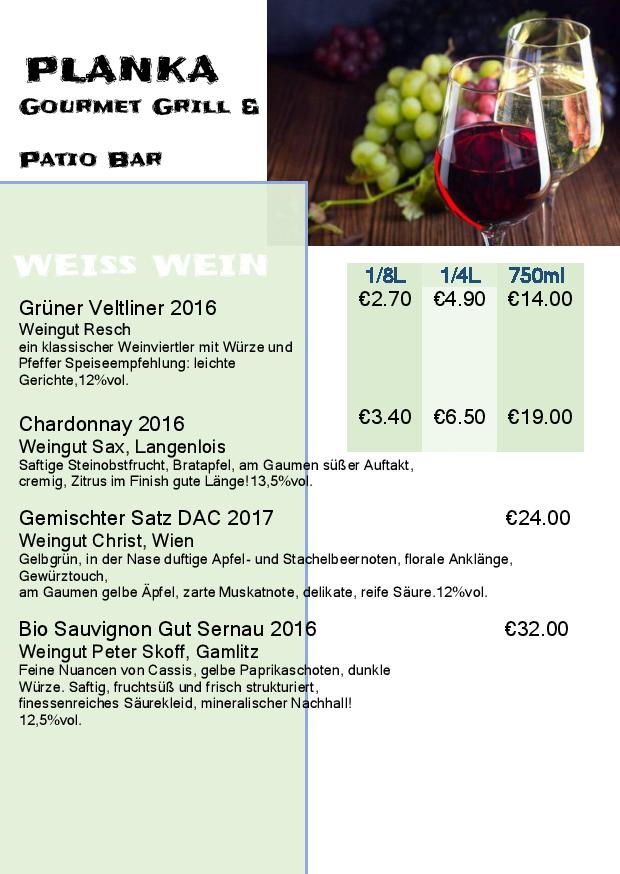 PLANKA
GOURMET GRILL &
PATIO BAR
WEISS WEIN
1/8L 1/4L 750ml
Grüner Veltliner 2016 €2.70 €4.90 €14.00
Weingut Resch
ein klassischer Weinviertler mit Würze und
Pfeffer Speiseempfehlung: leichte
Gerichte,12%vol.
Chardonnay 2016 €3.40 €6.50 €19.00
Weingut Sax, Langenlois
Saftige Steinobstfrucht, Bratapfel, am Gaumen süßer Auftakt,
cremig, Zitrus im Finish gute Länge!13,5%vol.
Gemischter Satz DAC 2017 €24.00
Weingut Christ, Wien
Gelbgrün, in der Nase duftige Apfel- und Stachelbeernoten, florale Anklänge,
Gewürztouch,
am Gaumen gelbe Äpfel, zarte Muskatnote, delikate, reife Säure.12%vol.
Bio Sauvignon Gut Sernau 2016 €32.00
Weingut Peter Skoff, Gamlitz
Feine Nuancen von Cassis, gelbe Paprikaschoten, dunkle
Würze. Saftig, fruchtsüß und frisch strukturiert,
finessenreiches Säurekleid, mineralischer Nachhall!
12,5%vol.